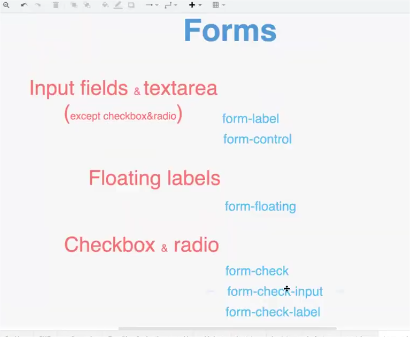 Forms
Input fields & textarea
(except checkbox&radio)
form-label
form-control
Floating labels
form-floating
Checkbox & radio
form-check
form-check-input
form-check-label